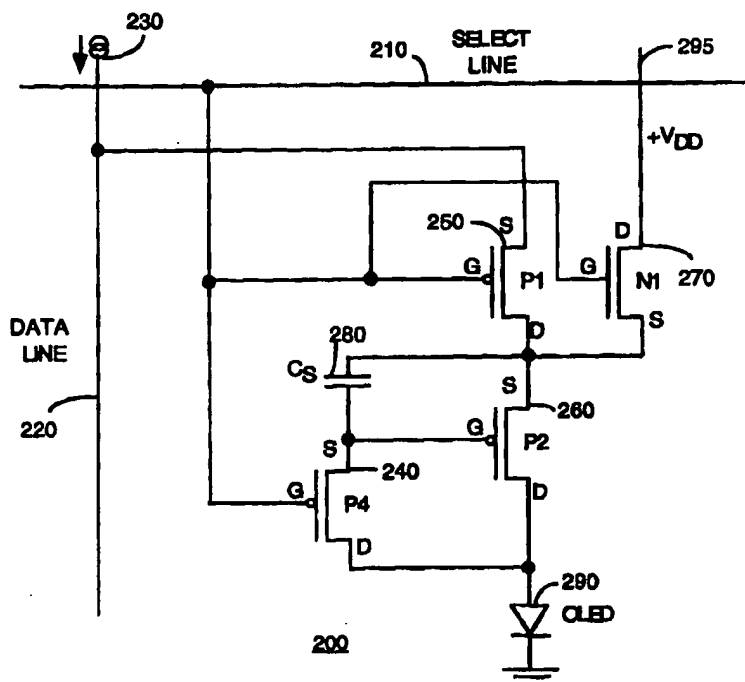 230
SELECT
LINE
210
295
+VDD
250
S
D
G
P1
G
N1
270
D
S
DATA
LINE
280
CS
S
260
220
G
P2
S
240
G
P4
D
D
290
OLED
200